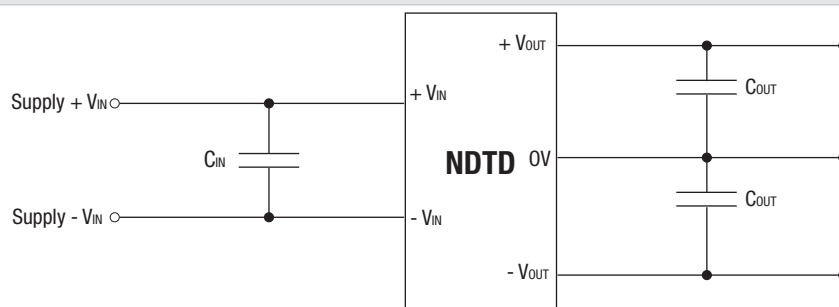 + VOUT
Supply + VIN
+ VIN
COUT
CIN
NDTD 0V
Supply - VIN
- VIN
COUT
- VOUT